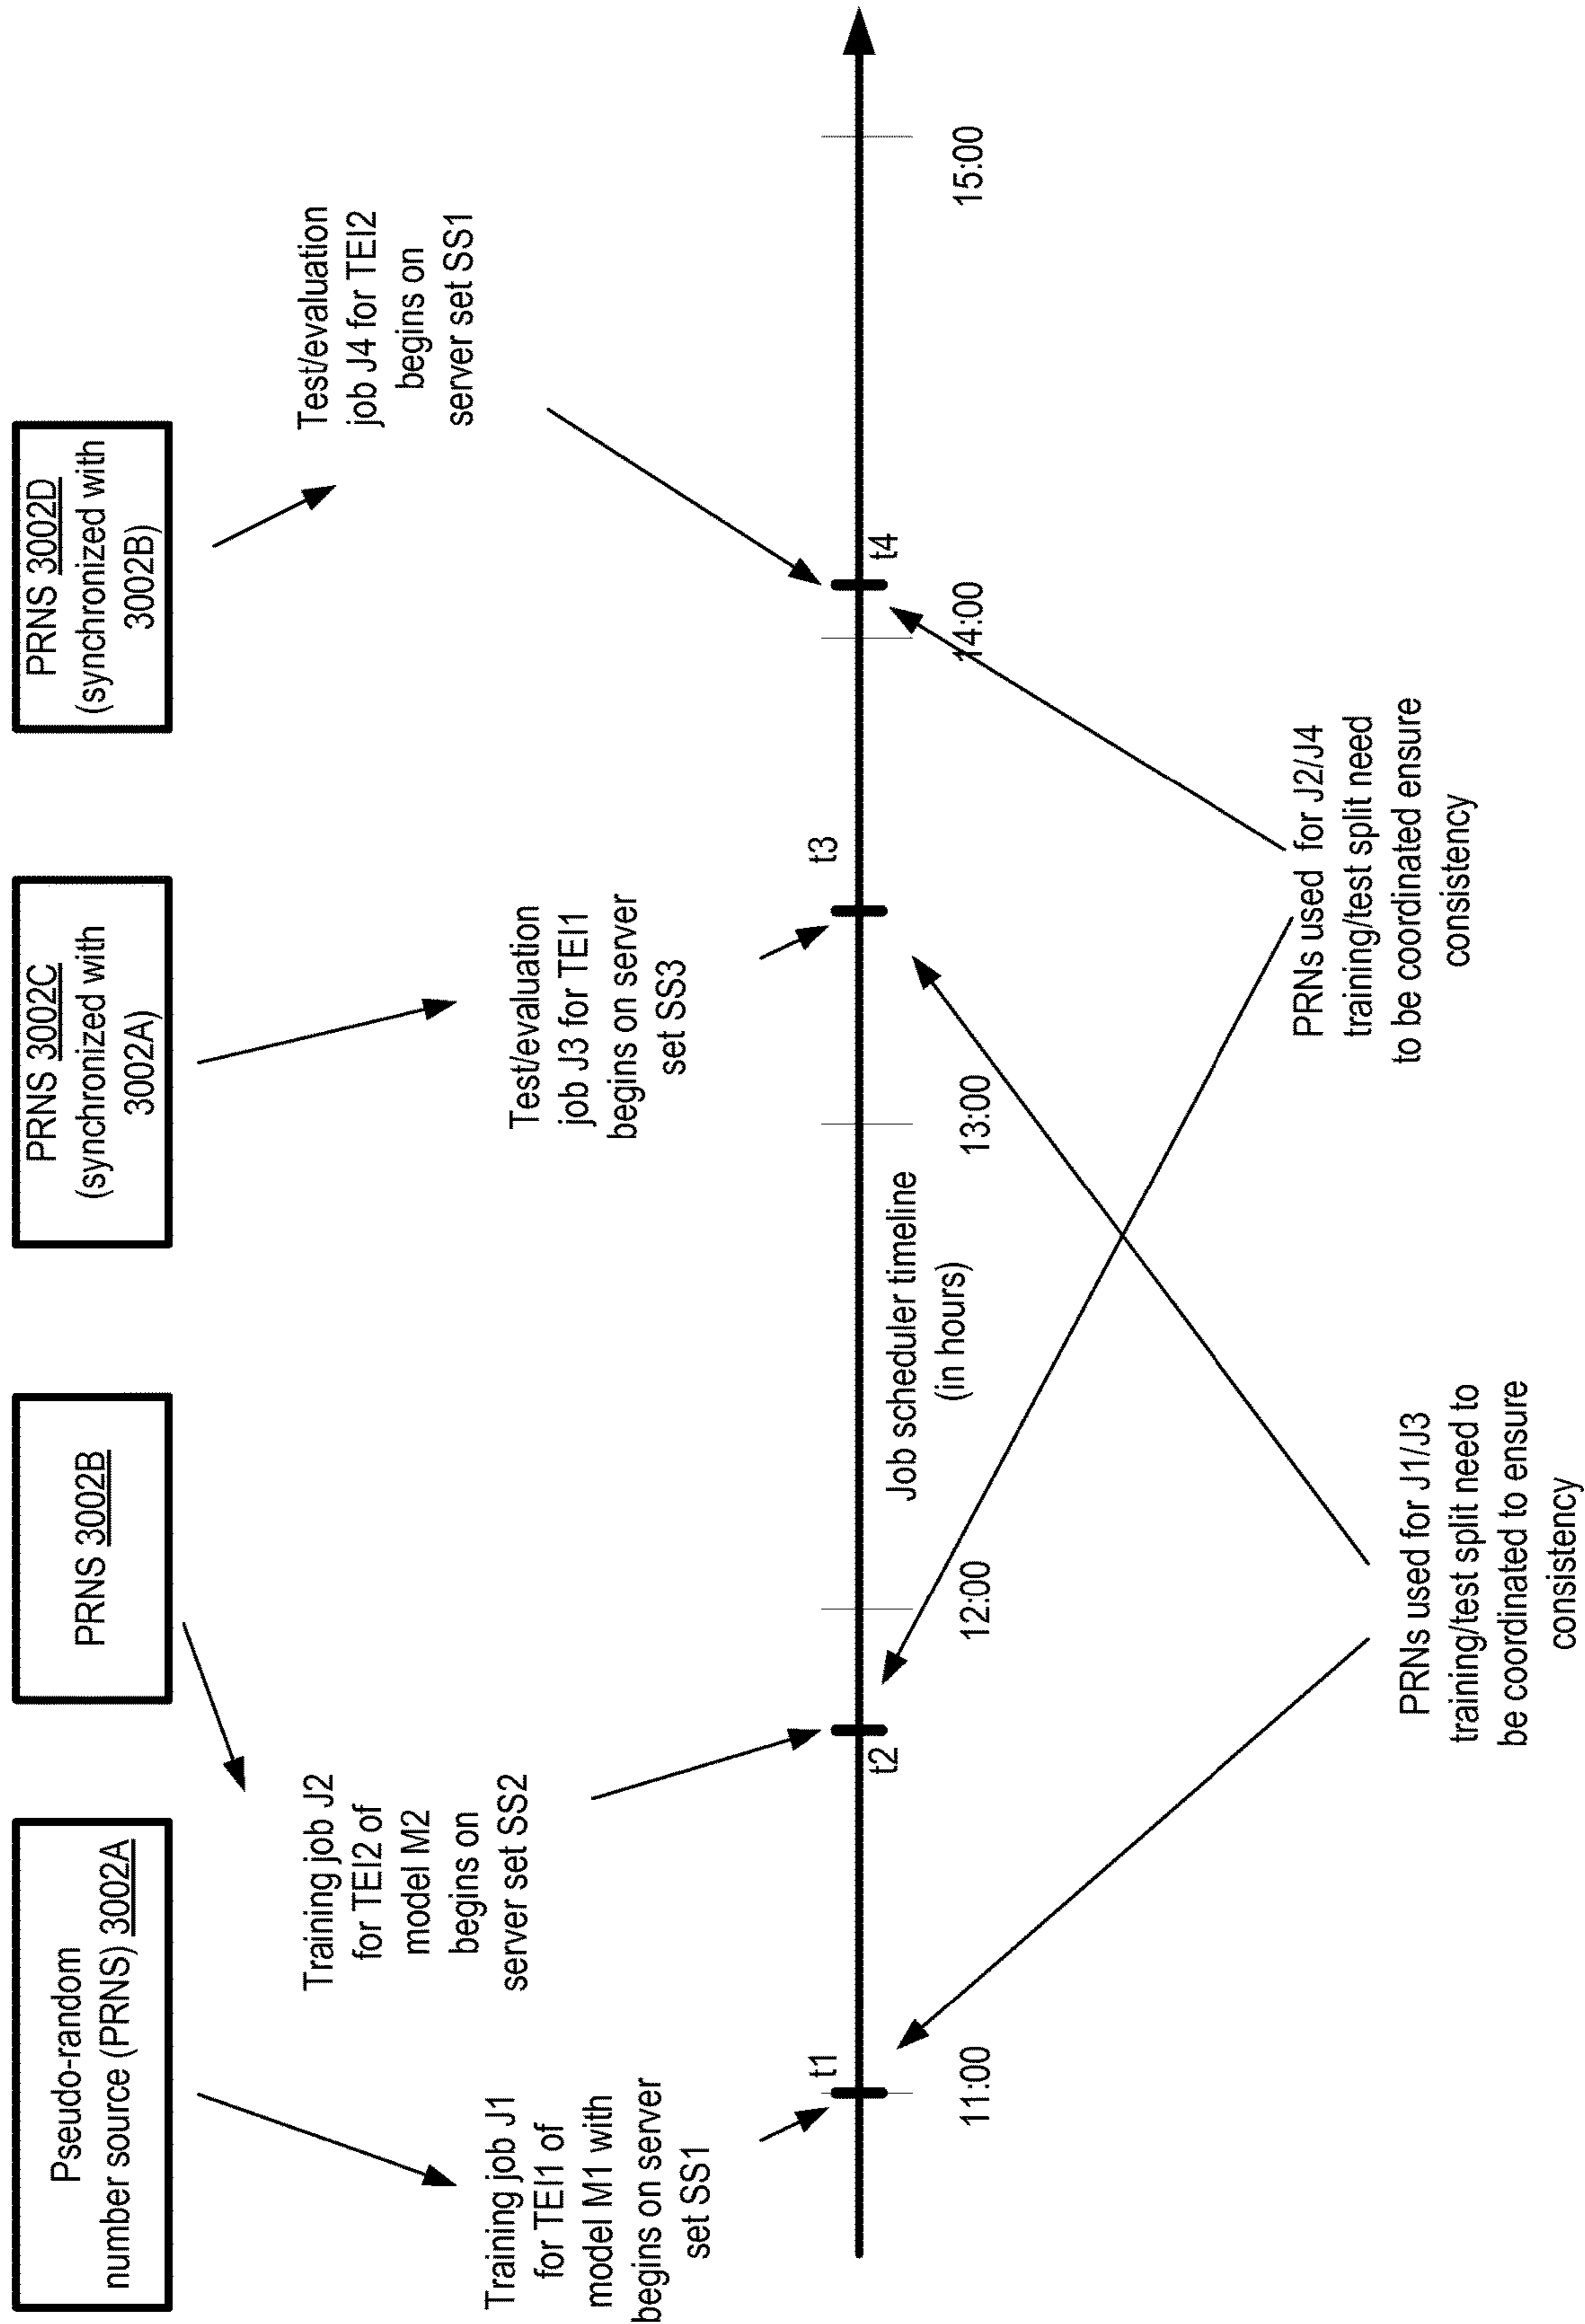 Pseudo-random
number source (PRNS) 3002A
PRNS 3002B
PRNS 3002C
(synchronized with
3002A)
PRNS 3002D
(synchronized with
3002B)
Training job J1
for TEI1 of
model M1 with
begins on server
set SS1
Training job J2
for TEI2 of
model M2
begins on
server set SS2
Test/evaluation
job J3 for TEI1
begins on server
set SS3
Test/evaluation
job J4 for TEI2
begins on
server set SS1
t1
t2
t3
t4
11:00
12:00
13:00
14:00
15:00
Job scheduler timeline
(in hours)
PRNs used for J1/J3
training/test split need to
be coordinated to ensure
consistency
PRNs used  for J2/J4
training/test split need
to be coordinated ensure
consistency